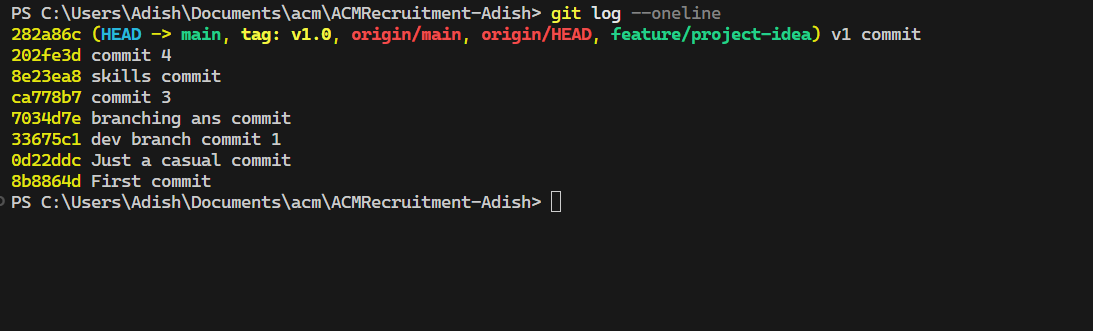 PS C:\Users\Adish\Documents\acm\ACMRecruitment-Adish> git log --oneline
282a86c (HEAD -> main, tag: v1.0, origin/main, origin/HEAD, feature/project-idea) v1 commit
202fe3d commit 4
8e23ea8 skills commit
ca778b7 commit 3
7034d7e branching ans commit
33675c1 dev branch commit 1
0d22ddc Just a casual commit
8b8864d First commit
PS C:\Users\Adish\Documents\acm\ACMRecruitment-Adish>